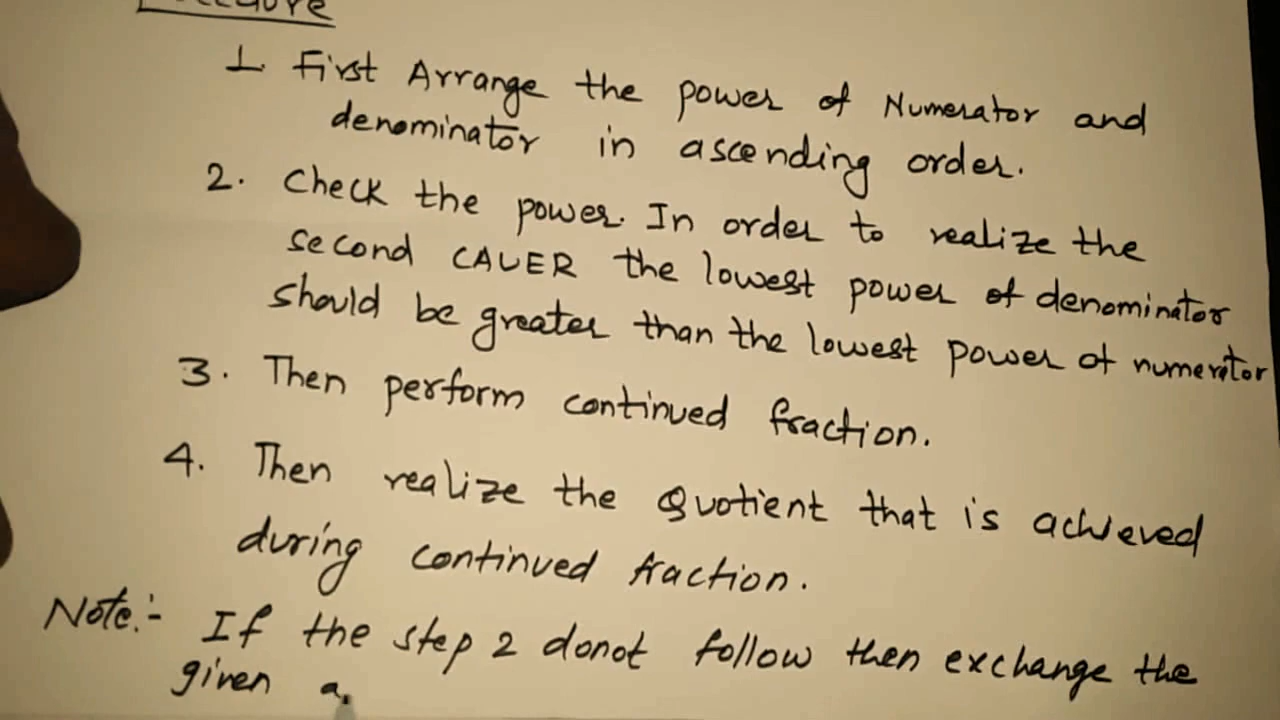 1. First Arrange the power of Numerator and
denominator in ascending order.
2. Check the power. In order to realize the
second CAUER the lowest power of denominator
should be greater than the lowest power of numerator
3. Then perform continued fraction.
4. Then realize the Quotient that is achieved
during continued fraction.
Note:- If the step 2 donot follow then exchange the
given